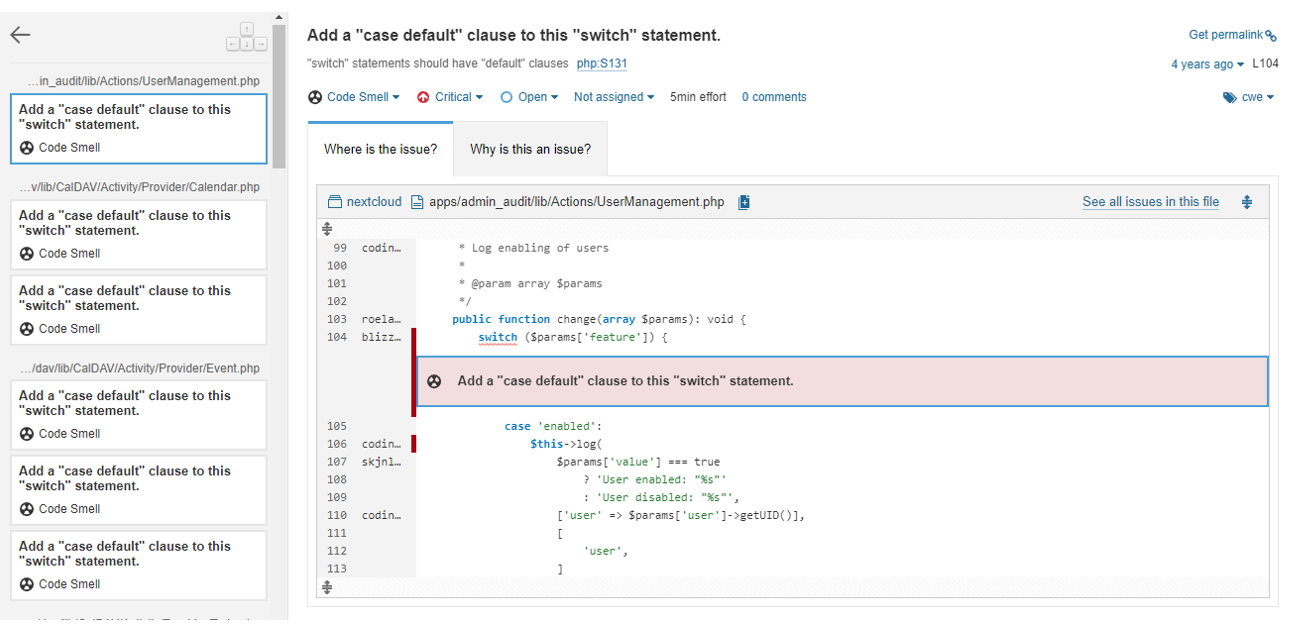 …in_audit/lib/Actions/UserManagement.php
Add a "case default" clause to this
"switch" statement.
Code Smell
…v/lib/CalDAV/Activity/Provider/Calendar.php
Add a "case default" clause to this
"switch" statement.
Code Smell
Add a "case default" clause to this
"switch" statement.
Code Smell
…/dav/lib/CalDAV/Activity/Provider/Event.php
Add a "case default" clause to this
"switch" statement.
Code Smell
Add a "case default" clause to this
"switch" statement.
Code Smell
Add a "case default" clause to this
"switch" statement.
Code Smell
Add a "case default" clause to this "switch" statement.
Get permalink
"switch" statements should have "default" clauses php:S131
4 years ago L104
Code Smell Critical Open Not assigned 5min effort 0 comments
cwe
Where is the issue? Why is this an issue?
nextcloud apps/admin_audit/lib/Actions/UserManagement.php See all issues in this file
99 codin… * Log enabling of users
100 *
101 * @param array $params
102 */
103 roela… public function change(array $params): void {
104 blizz… switch ($params['feature']) {
Add a "case default" clause to this "switch" statement.
105 case 'enabled':
106 codin… $this->log(
107 skjnl… $params['value'] === true
108 ? 'User enabled: "%s"'
109 : 'User disabled: "%s"',
110 codin… ['user' => $params['user']->getUID()],
111 [
112 'user',
113 ]